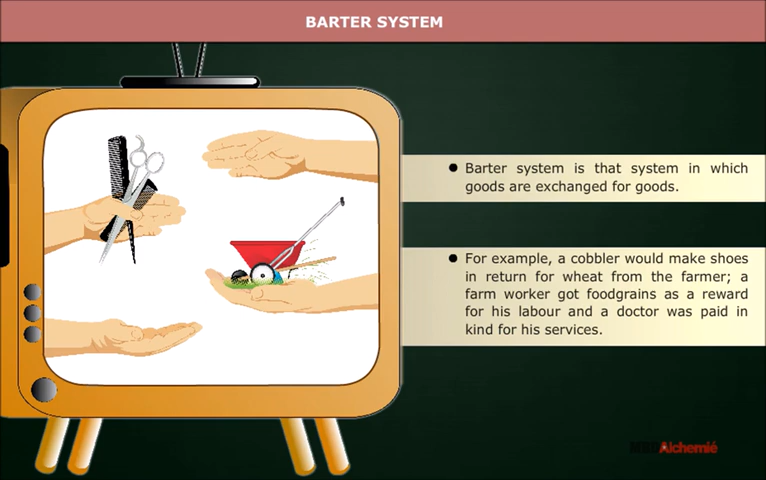 BARTER SYSTEM
● Barter system is that system in which
goods are exchanged for goods.
● For example, a cobbler would make shoes
in return for wheat from the farmer; a
farm worker got foodgrains as a reward
for his labour and a doctor was paid in
kind for his services.
Alchemié